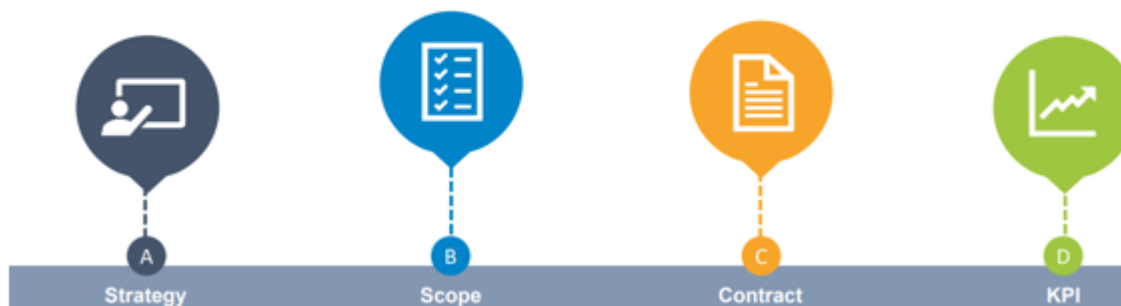 A
B
C
D
Strategy
Scope
Contract
KPI